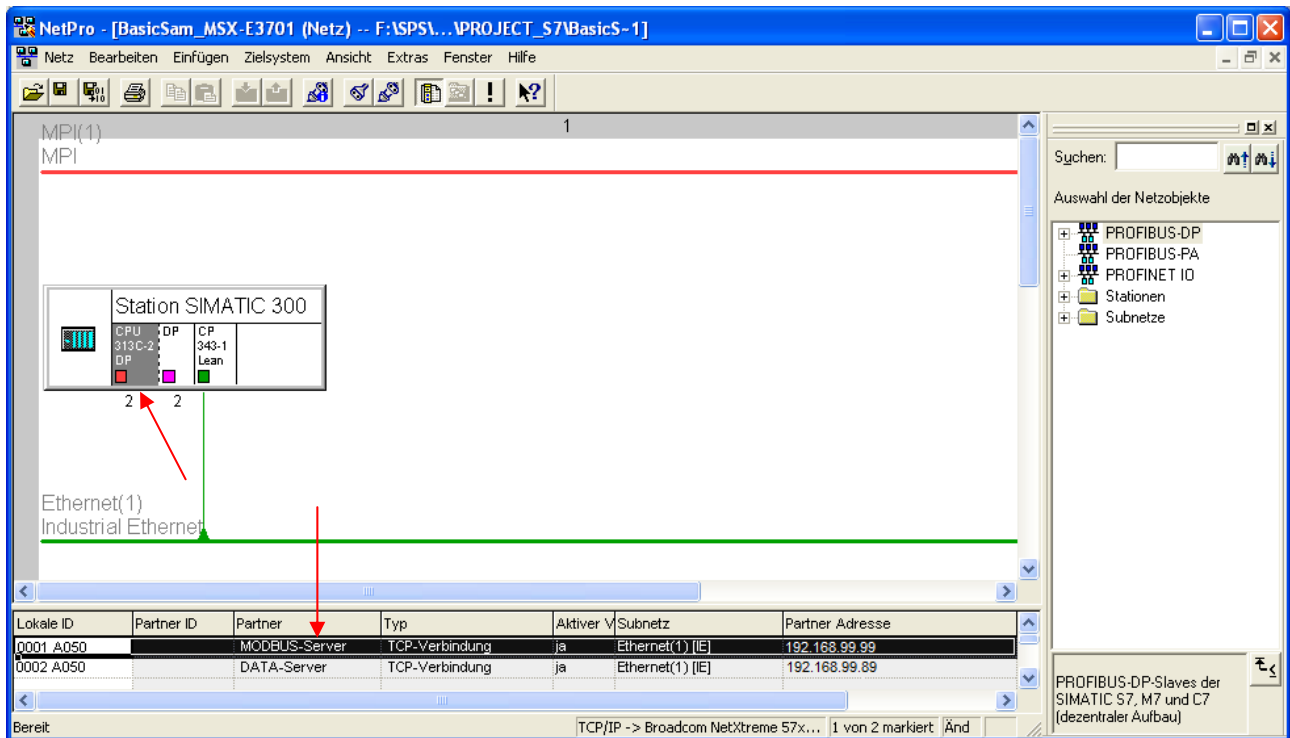 NetPro - [BasicSam_MSX-E3701 (Netz) -- F:\SPS\...\PROJECT_S7\BasicS~1]
Netz Bearbeiten Einfügen Zielsystem Ansicht Extras Fenster Hilfe
1
MPI(1)
MPI
Station SIMATIC 300
CPU 313C-2 DP
DP
CP 343-1 Lean
2 2
Ethernet(1)
Industrial Ethernet
Suchen:
Auswahl der Netzobjekte
PROFIBUS-DP
PROFIBUS-PA
PROFINET IO
Stationen
Subnetze
Lokale ID Partner ID Partner Typ Aktiver V Subnetz Partner Adresse
0001 A050 MODBUS-Server TCP-Verbindung ja Ethernet(1) [IE] 192.168.99.99
0002 A050 DATA-Server TCP-Verbindung ja Ethernet(1) [IE] 192.168.99.89
PROFIBUS-DP-Slaves der
SIMATIC S7, M7 und C7
(dezentraler Aufbau)
Bereit TCP/IP -> Broadcom NetXtreme 57x... 1 von 2 markiert Änd